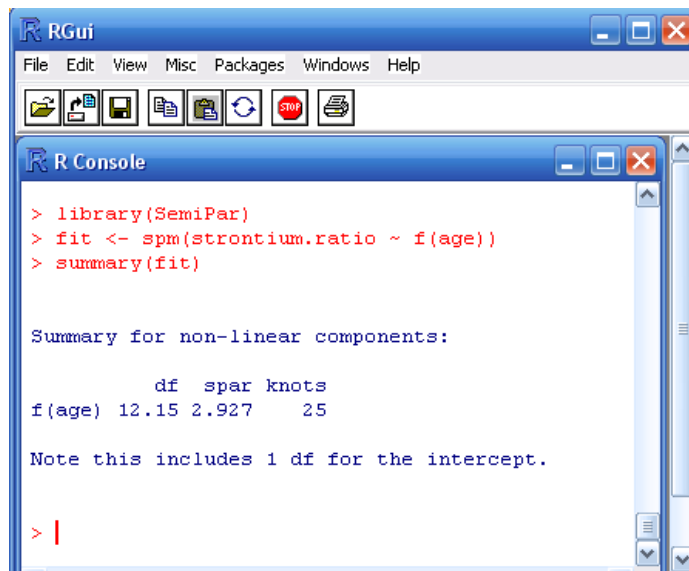 RGui
File Edit View Misc Packages Windows Help
STOP
R Console
> library(SemiPar)
> fit <- spm(strontium.ratio ~ f(age))
> summary(fit)
Summary for non-linear components:
df spar knots
f(age) 12.15 2.927 25
Note this includes 1 df for the intercept.
>